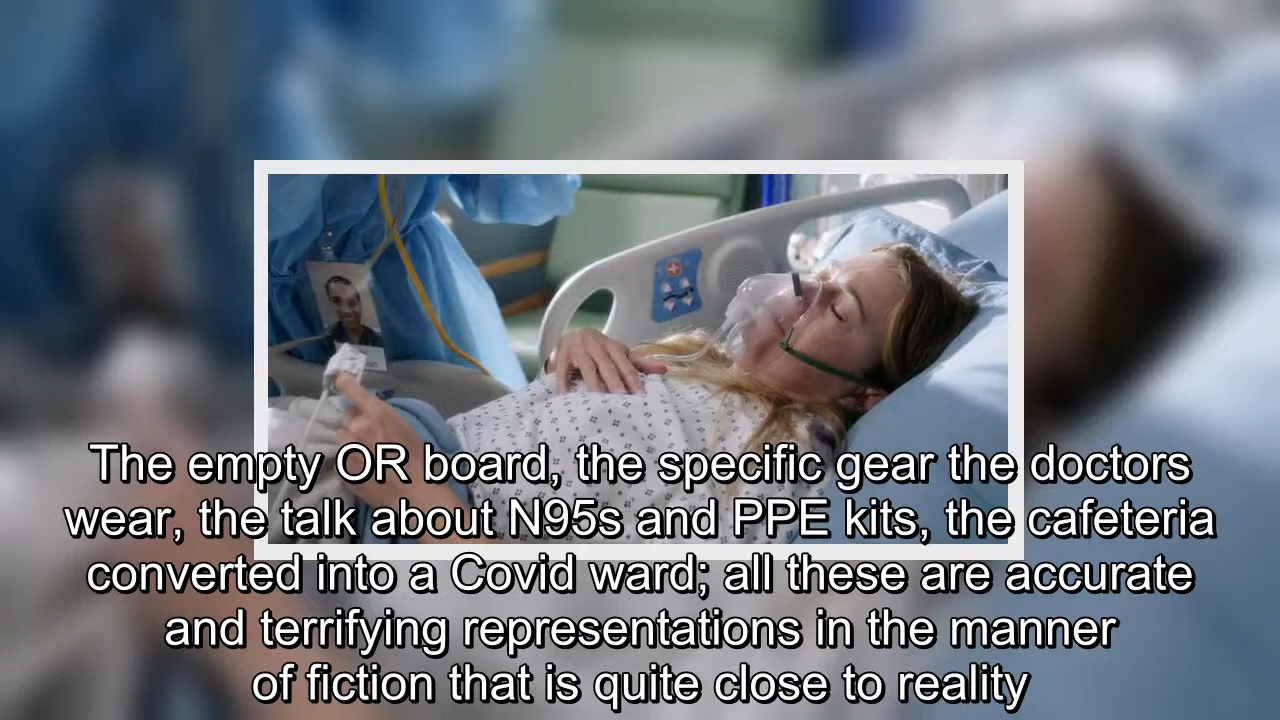 The empty OR board, the specific gear the doctors
wear, the talk about N95s and PPE kits, the cafeteria
converted into a Covid ward; all these are accurate
and terrifying representations in the manner
of fiction that is quite close to reality